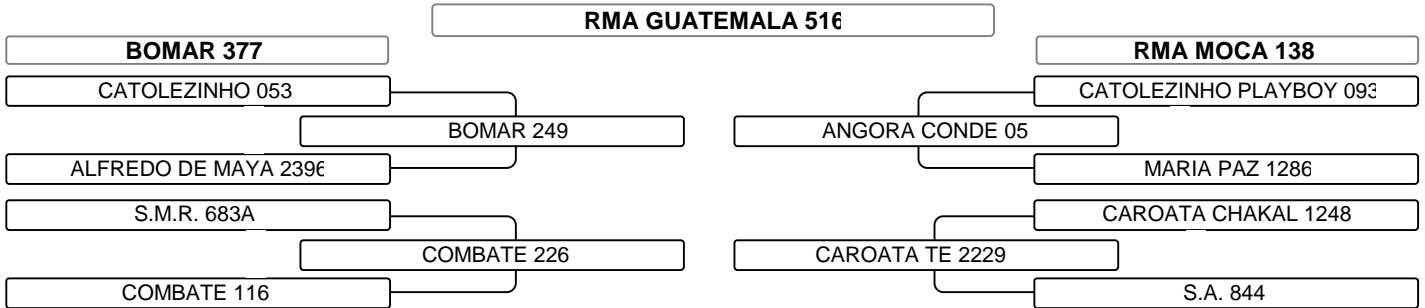 RMA GUATEMALA 516
BOMAR 377
RMA MOCA 138
CATOLEZINHO 053
CATOLEZINHO PLAYBOY 093
BOMAR 249
ANGORA CONDE 05
ALFREDO DE MAYA 2396
MARIA PAZ 1286
S.M.R. 683A
CAROATA CHAKAL 1248
COMBATE 226
CAROATA TE 2229
COMBATE 116
S.A. 844